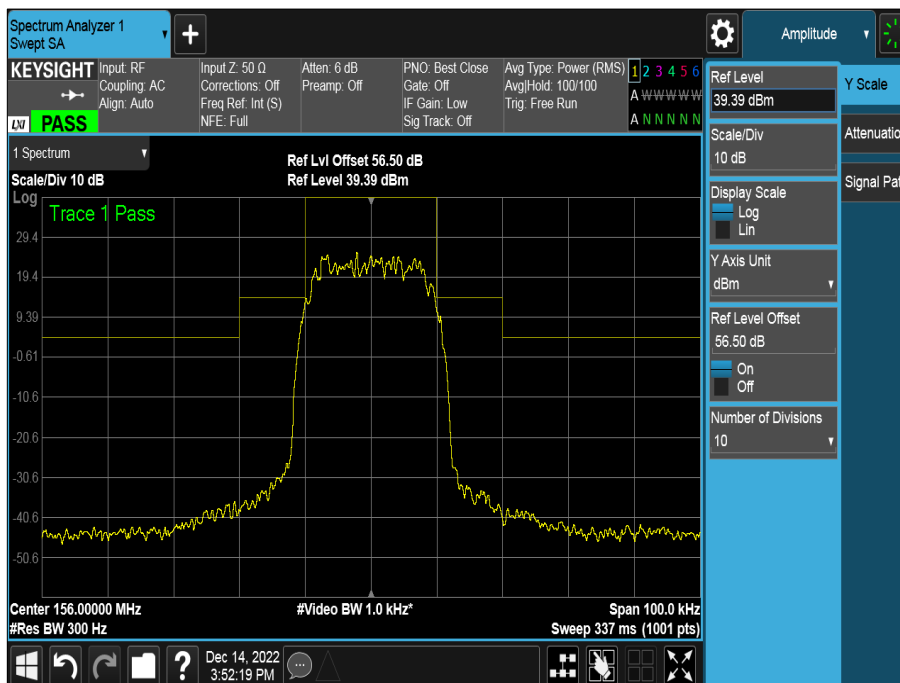 Spectrum Analyzer 1
Swept SA
+
Amplitude
KEYSIGHT
LXI PASS
Input: RF
Coupling: AC
Align: Auto
Input Z: 50 Ω
Corrections: Off
Freq Ref: Int (S)
NFE: Full
Atten: 6 dB
Preamp: Off
PNO: Best Close
Gate: Off
IF Gain: Low
Sig Track: Off
Avg Type: Power (RMS)
Avg|Hold: 100/100
Trig: Free Run
1 2 3 4 5 6
A W W W W W
A N N N N N
1 Spectrum
Scale/Div 10 dB
Ref Lvl Offset 56.50 dB
Ref Level 39.39 dBm
Log
Trace 1 Pass
29.4
19.4
9.39
-0.61
-10.6
-20.6
-30.6
-40.6
-50.6
Center 156.00000 MHz
#Video BW 1.0 kHz*
Span 100.0 kHz
#Res BW 300 Hz
Sweep 337 ms (1001 pts)
?
Dec 14, 2022
3:52:19 PM
Ref Level
39.39 dBm
Scale/Div
10 dB
Display Scale
Log
Lin
Y Axis Unit
dBm
Ref Level Offset
56.50 dB
On
Off
Number of Divisions
10
Y Scale
Attenuatio
Signal Pat